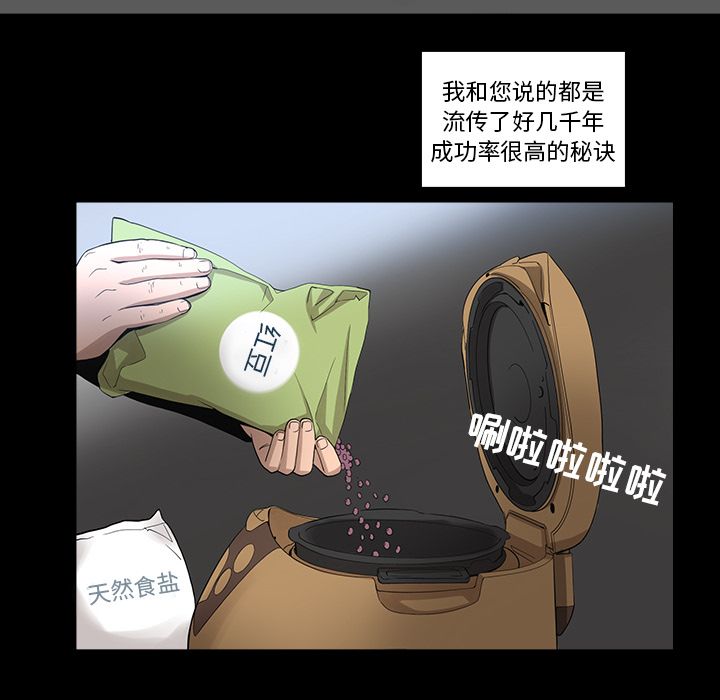 我和您说的都是
流传了好几千年
成功率很高的秘诀
红豆
唰啦啦啦啦
天然食盐